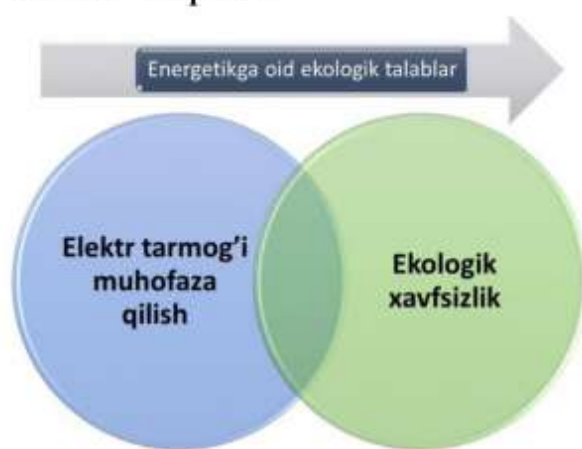 Energetikga oid ekologik talablar
Elektr tarmog'i
muhofaza
qilish
Ekologik
xavfsizlik